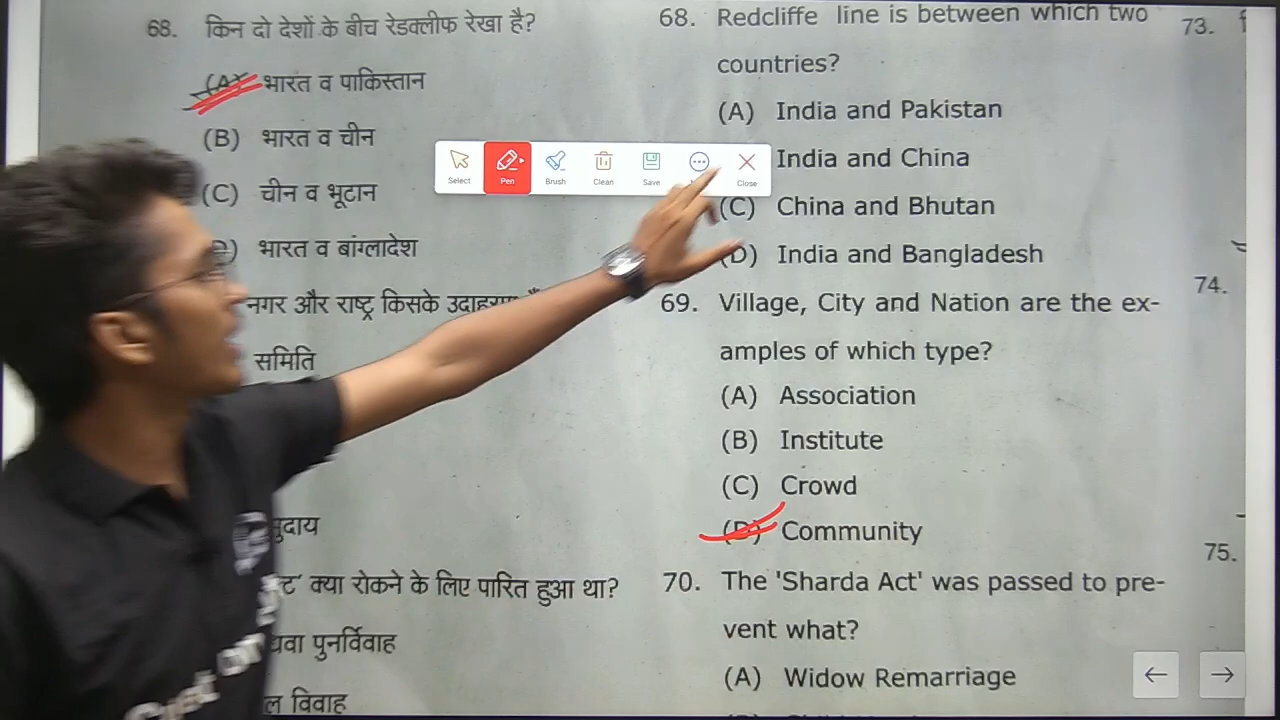 68. किन दो देशों के बीच रेडक्लीफ रेखा है?
(A) भारत व पाकिस्तान
(B) भारत व चीन
(C) चीन व भूटान
भारत व बांग्लादेश
नगर और राष्ट्र किसके उदाहरण
समिति
क्या रोकने के लिए पारित हुआ था?
पुनर्विवाह
विवाह
68. Redcliffe line is between which two
countries?
(A) India and Pakistan
India and China
(C) China and Bhutan
(D) India and Bangladesh
69. Village, City and Nation are the ex-
amples of which type?
(A) Association
(B) Institute
(C) Crowd
(D) Community
70. The 'Sharda Act' was passed to pre-
vent what?
(A) Widow Remarriage
73.
74.
75.
Select Pen Brush Clean Save Close